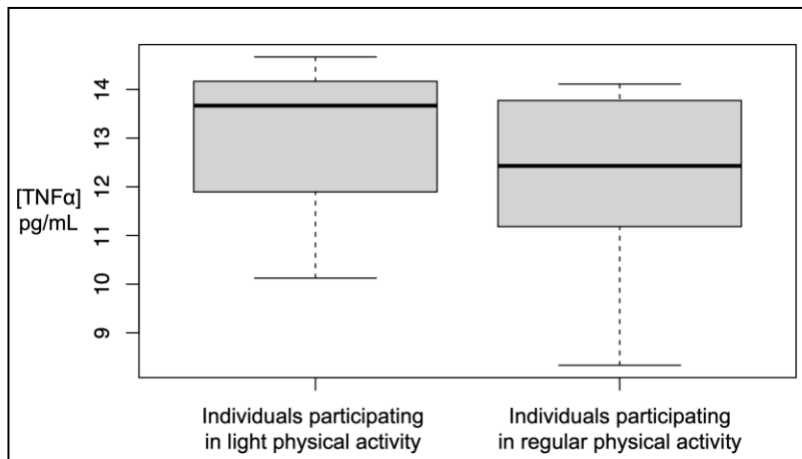 14
13
12
11
10
9
[TNFα]
pg/mL
Individuals participating
in light physical activity
Individuals participating
in regular physical activity